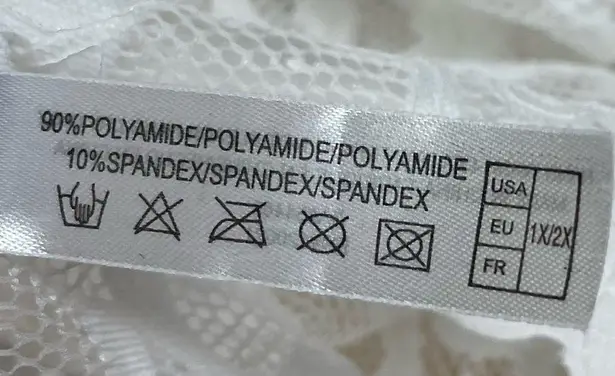 90%POLYAMIDE/POLYAMIDE/POLYAMIDE
10%SPANDEX/SPANDEX/SPANDEX
USA
EU
FR
1X/2X